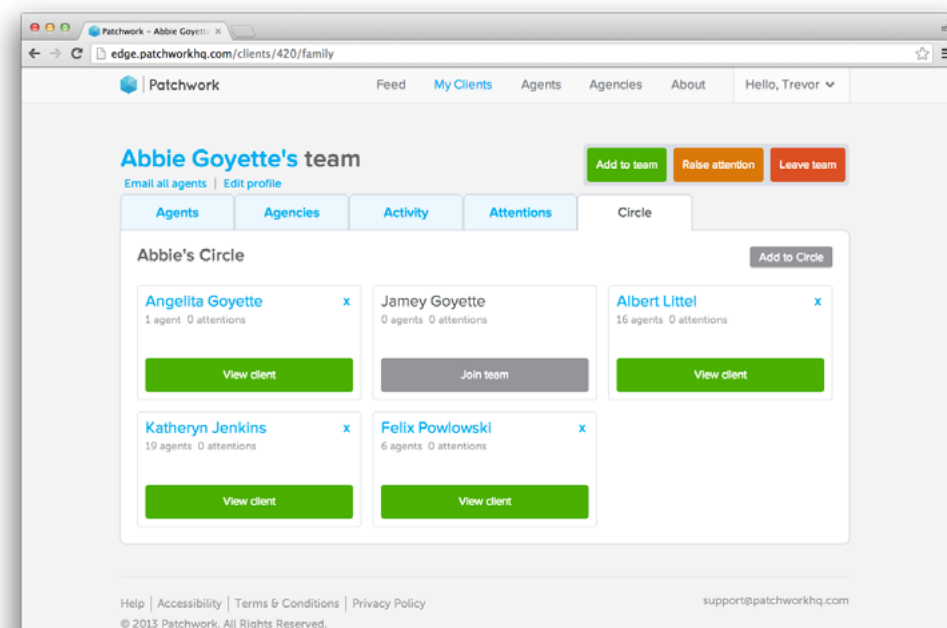 Patchwork – Abbie Goyette
edge.patchworkhq.com/clients/420/family
Patchwork Feed My Clients Agents Agencies About Hello, Trevor
Abbie Goyette's team
Add to team Raise attention Leave team
Email all agents | Edit profile
Agents Agencies Activity Attentions Circle
Abbie's Circle Add to Circle
Angelita Goyette x Jamey Goyette Albert Littel x
1 agent 0 attentions 0 agents 0 attentions 16 agents 0 attentions
View client Join team View client
Katheryn Jenkins x Felix Powlowski x
19 agents 0 attentions 6 agents 0 attentions
View client View client
Help | Accessibility | Terms & Conditions | Privacy Policy support@patchworkhq.com
© 2013 Patchwork. All Rights Reserved.